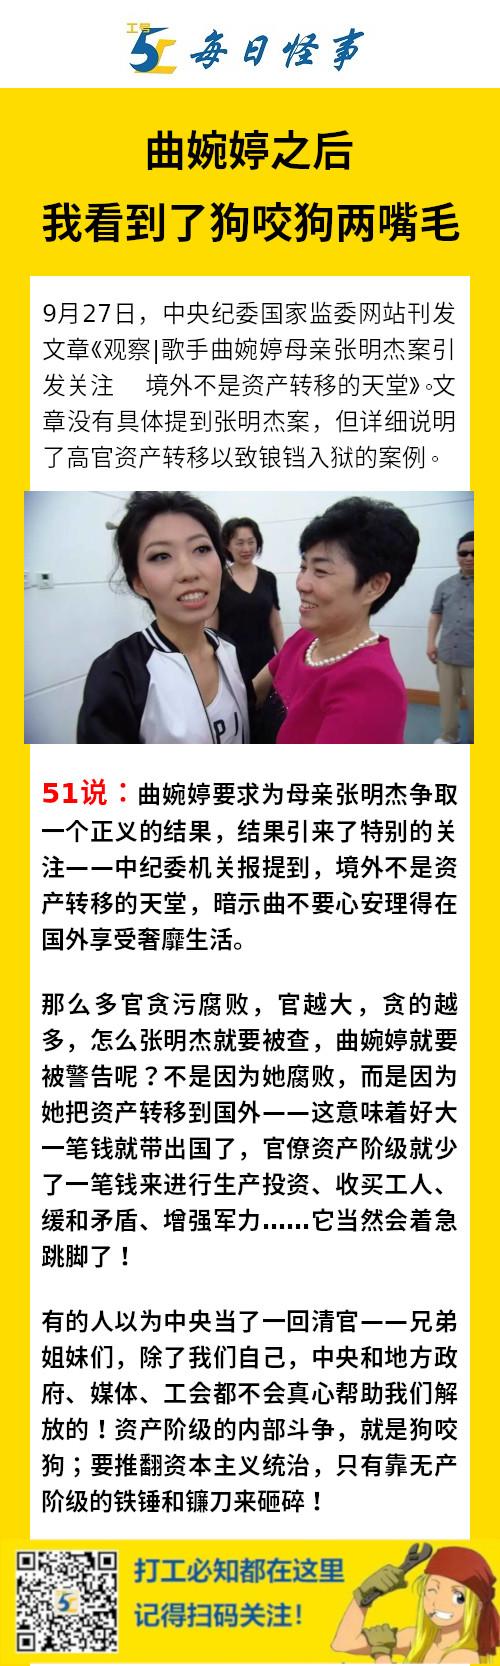 工号
51
每日怪事
曲婉婷之后
我看到了狗咬狗两嘴毛
9月27日，中央纪委国家监委网站刊发
文章《观察|歌手曲婉婷母亲张明杰案引
发关注　境外不是资产转移的天堂》。文
章没有具体提到张明杰案，但详细说明
了高官资产转移以致锒铛入狱的案例。
51说：曲婉婷要求为母亲张明杰争取
一个正义的结果，结果引来了特别的关
注——中纪委机关报提到，境外不是资
产转移的天堂，暗示曲不要心安理得在
国外享受奢靡生活。
那么多官贪污腐败，官越大，贪的越
多，怎么张明杰就要被查，曲婉婷就要
被警告呢？不是因为她腐败，而是因为
她把资产转移到国外——这意味着好大
一笔钱就带出国了，官僚资产阶级就少
了一笔钱来进行生产投资、收买工人、
缓和矛盾、增强军力……它当然会着急
跳脚了！
有的人以为中央当了一回清官——兄弟
姐妹们，除了我们自己，中央和地方政
府、媒体、工会都不会真心帮助我们解
放的！资产阶级的内部斗争，就是狗咬
狗；要推翻资本主义统治，只有靠无产
阶级的铁锤和镰刀来砸碎！
打工必知都在这里
记得扫码关注！